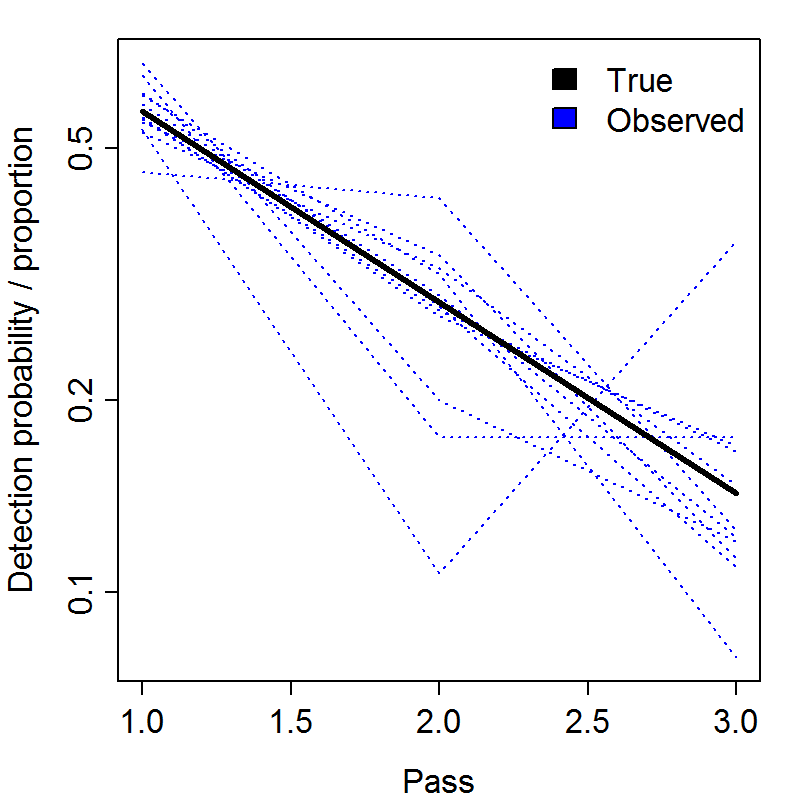 True
Observed
Detection probability / proportion
0.5
0.2
0.1
1.0 1.5 2.0 2.5 3.0
Pass